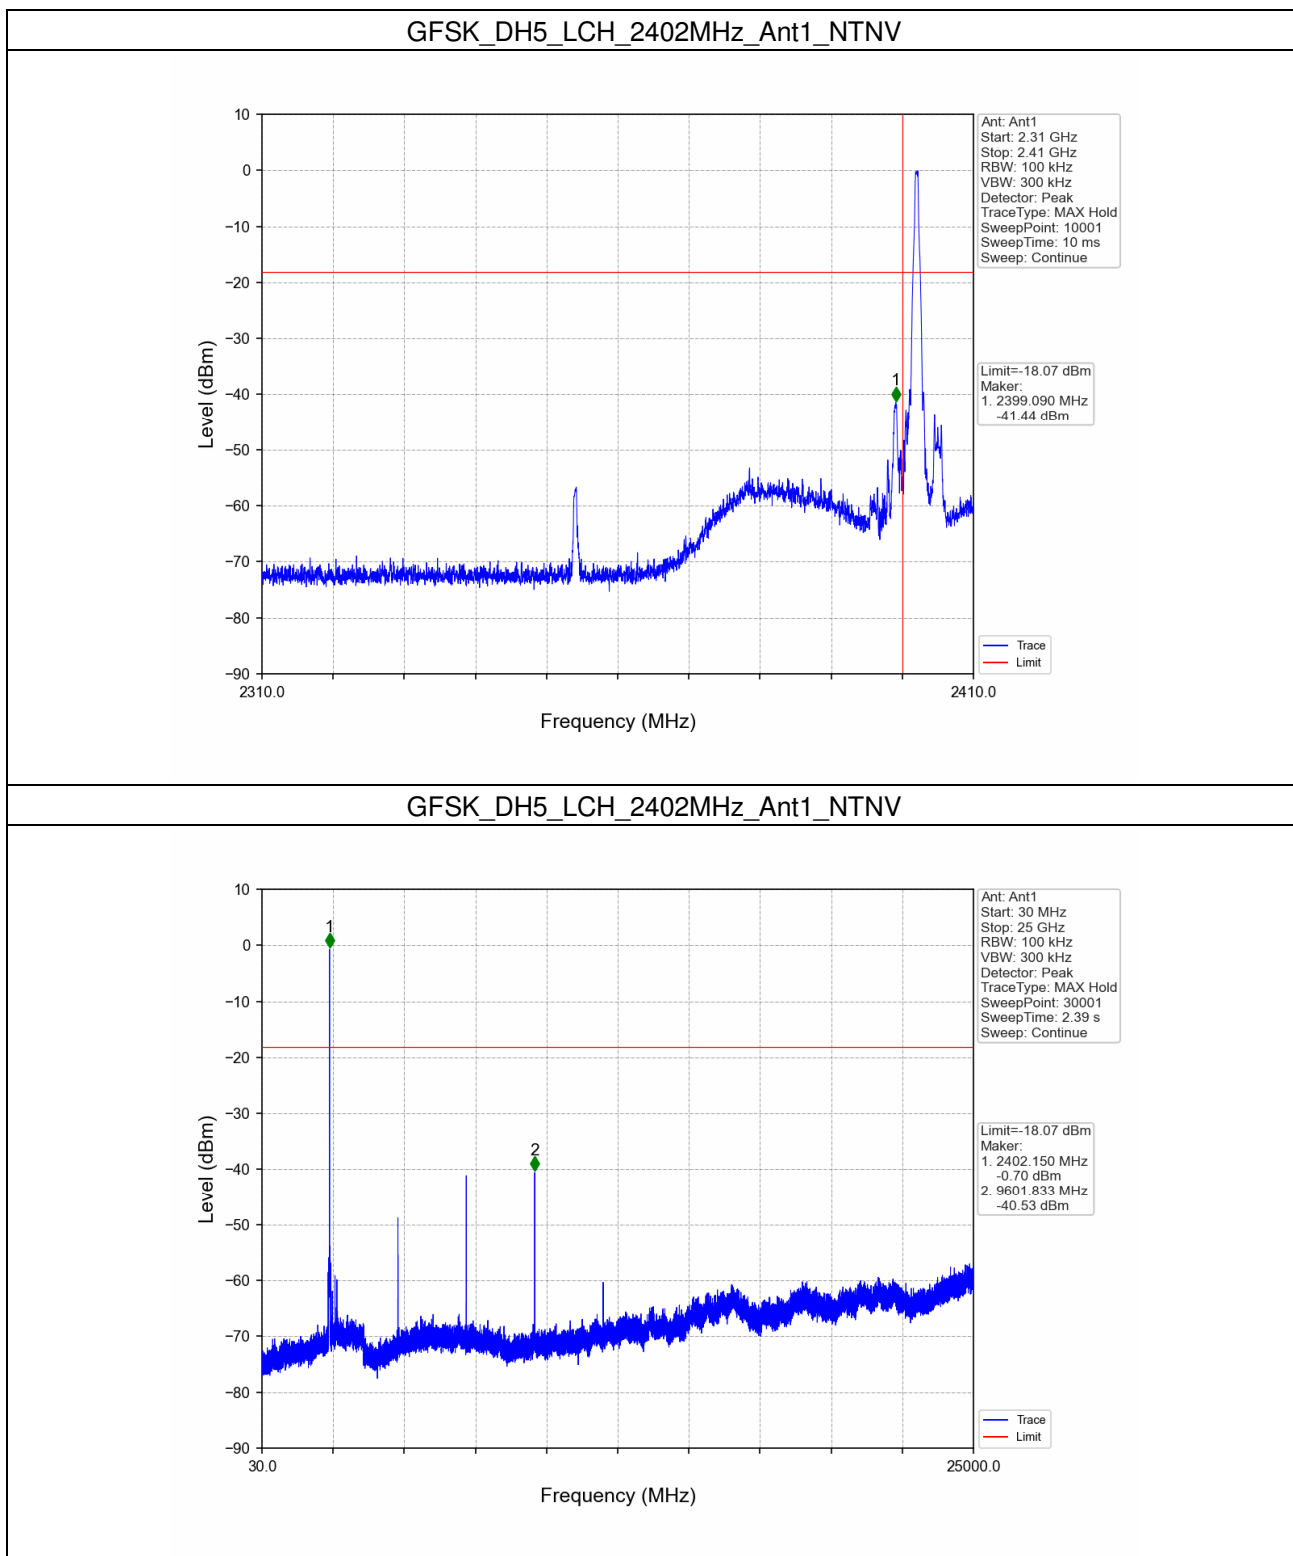 GFSK_DH5_LCH_2402MHz_Ant1_NTNV
10
0
−10
−20
−30
−40
−50
−60
−70
−80
−90
Level (dBm)
2310.0
2410.0
Frequency (MHz)
1
Ant: Ant1
Start: 2.31 GHz
Stop: 2.41 GHz
RBW: 100 kHz
VBW: 300 kHz
Detector: Peak
TraceType: MAX Hold
SweepPoint: 10001
SweepTime: 10 ms
Sweep: Continue
Limit=-18.07 dBm
Maker:
1. 2399.090 MHz
-41.44 dBm
Trace
Limit
GFSK_DH5_LCH_2402MHz_Ant1_NTNV
10
0
−10
−20
−30
−40
−50
−60
−70
−80
−90
Level (dBm)
30.0
25000.0
Frequency (MHz)
1
2
Ant: Ant1
Start: 30 MHz
Stop: 25 GHz
RBW: 100 kHz
VBW: 300 kHz
Detector: Peak
TraceType: MAX Hold
SweepPoint: 30001
SweepTime: 2.39 s
Sweep: Continue
Limit=-18.07 dBm
Maker:
1. 2402.150 MHz
-0.70 dBm
2. 9601.833 MHz
-40.53 dBm
Trace
Limit